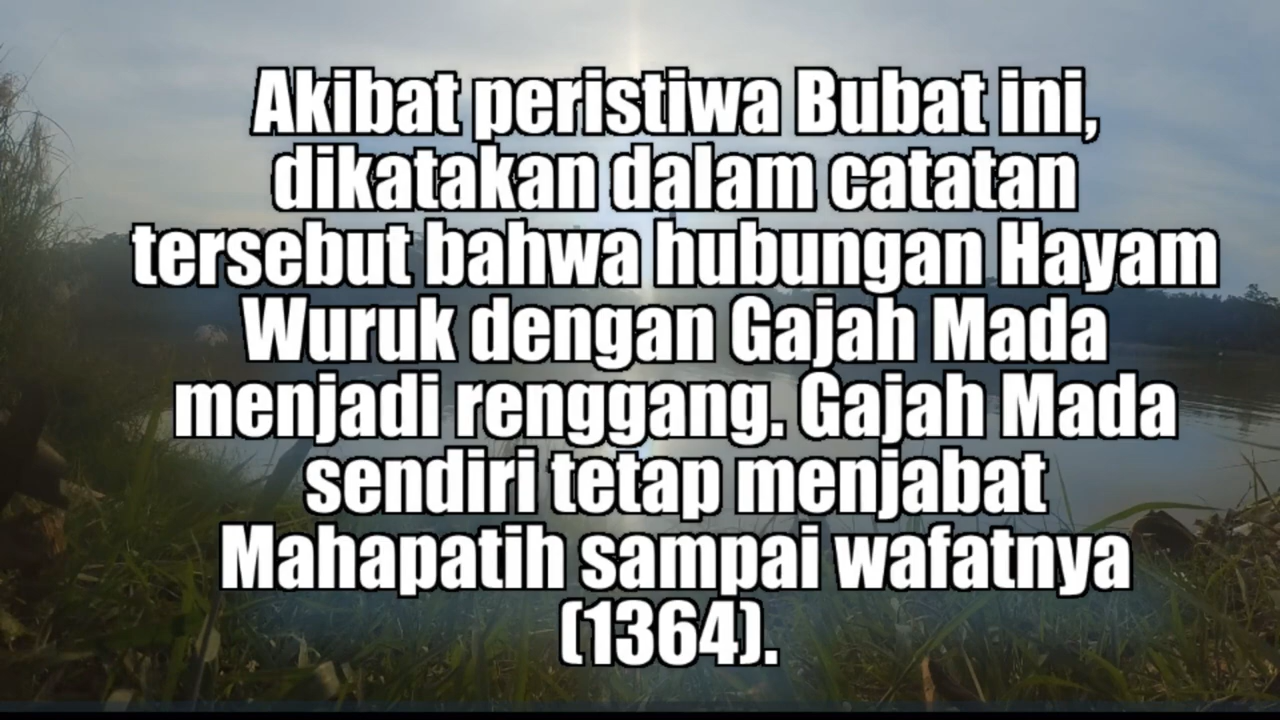 Akibat peristiwa Bubat ini,
dikatakan dalam catatan
tersebut bahwa hubungan Hayam
Wuruk dengan Gajah Mada
menjadi renggang. Gajah Mada
sendiri tetap menjabat
Mahapatih sampai wafatnya
(1364).